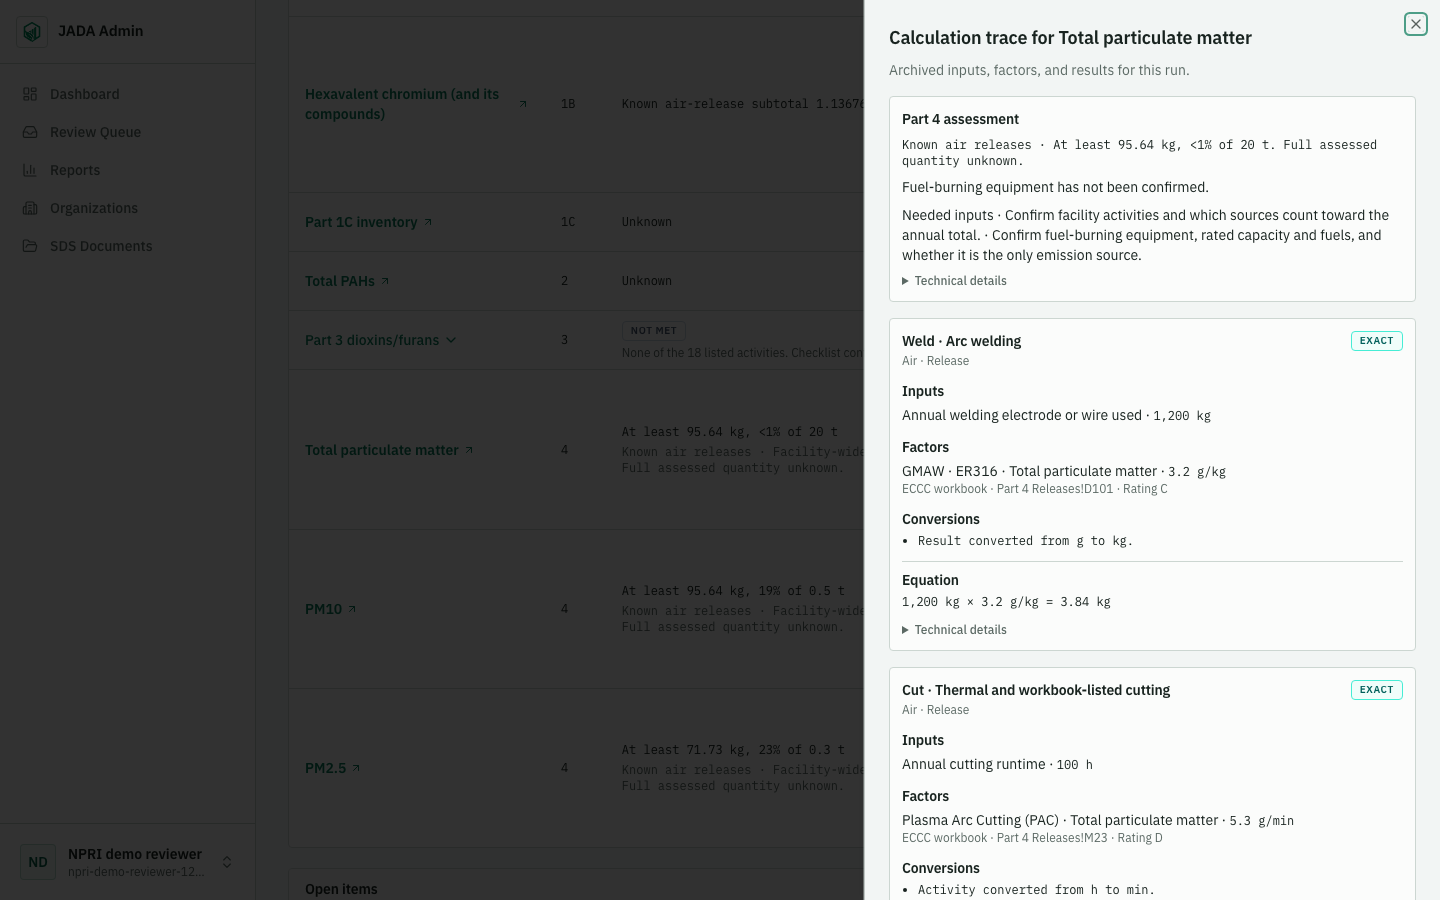 JADA Admin
Dashboard
Review Queue
Reports
Organizations
SDS Documents
ND
NPRI demo reviewer
npri-demo-reviewer-12...
Hexavalent chromium (and its
compounds)
1B
Known air-release subtotal 1.13676
Part 1C inventory
1C
Unknown
Total PAHs
2
Unknown
Part 3 dioxins/furans
3
NOT MET
None of the 18 listed activities. Checklist con
Total particulate matter
4
At least 95.64 kg, <1% of 20 t
Known air releases · Facility-wide
Full assessed quantity unknown.
PM10
4
At least 95.64 kg, 19% of 0.5 t
Known air releases · Facility-wide
Full assessed quantity unknown.
PM2.5
4
At least 71.73 kg, 23% of 0.3 t
Known air releases · Facility-wide
Full assessed quantity unknown.
Open items
Calculation trace for Total particulate matter
Archived inputs, factors, and results for this run.
Part 4 assessment
Known air releases · At least 95.64 kg, <1% of 20 t. Full assessed
quantity unknown.
Fuel-burning equipment has not been confirmed.
Needed inputs · Confirm facility activities and which sources count toward the
annual total. · Confirm fuel-burning equipment, rated capacity and fuels, and
whether it is the only emission source.
Technical details
Weld · Arc welding
EXACT
Air · Release
Inputs
Annual welding electrode or wire used · 1,200 kg
Factors
GMAW · ER316 · Total particulate matter · 3.2 g/kg
ECCC workbook · Part 4 Releases!D101 · Rating C
Conversions
• Result converted from g to kg.
Equation
1,200 kg × 3.2 g/kg = 3.84 kg
Technical details
Cut · Thermal and workbook-listed cutting
EXACT
Air · Release
Inputs
Annual cutting runtime · 100 h
Factors
Plasma Arc Cutting (PAC) · Total particulate matter · 5.3 g/min
ECCC workbook · Part 4 Releases!M23 · Rating D
Conversions
• Activity converted from h to min.